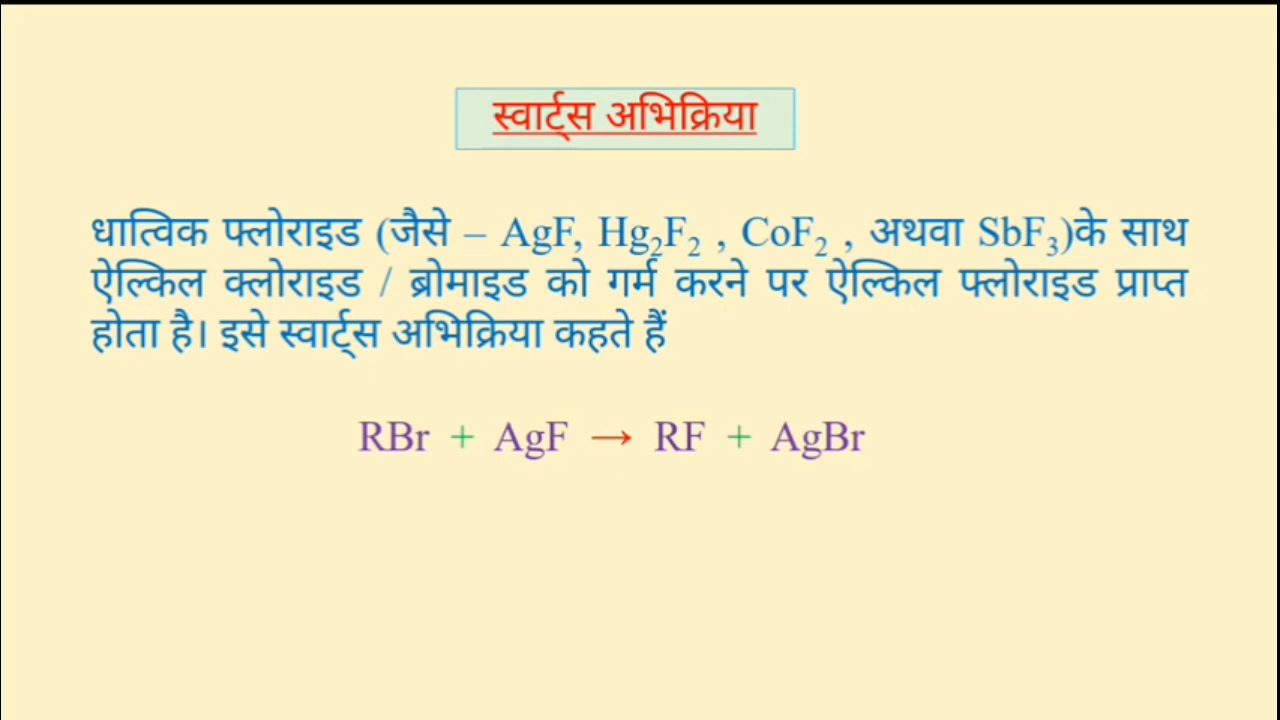 स्वार्ट्स अभिक्रिया
धात्विक फ्लोराइड (जैसे – AgF, Hg₂F₂ , CoF₂ , अथवा SbF₃)के साथ
ऐल्किल क्लोराइड / ब्रोमाइड को गर्म करने पर ऐल्किल फ्लोराइड प्राप्त
होता है। इसे स्वार्ट्स अभिक्रिया कहते हैं
RBr + AgF → RF + AgBr